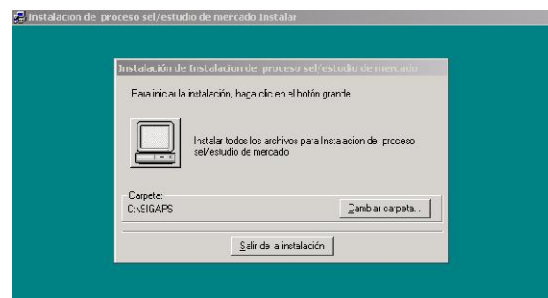 Instalacion de proceso sel/estudio de mercado Instalar
Instalación de Instalacion de proceso sel/estudio de mercado
Para iniciar la instalación, haga clic en el botón grande
Instalar todos los archivos para Instalacion de proceso
sel/estudio de mercado
Carpeta:
C:\SIGAPS
Cambiar carpeta...
Salir de la instalación